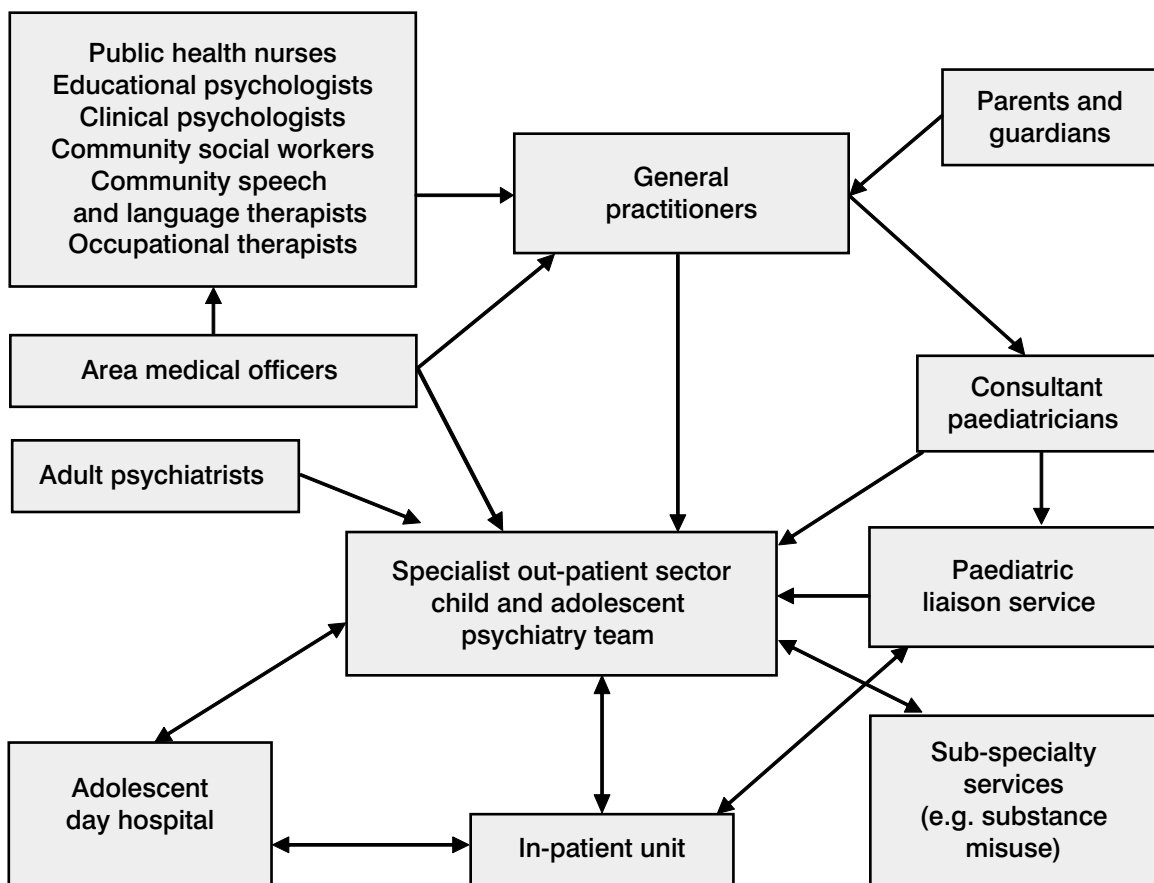 Public health nurses
Educational psychologists
Clinical psychologists
Community social workers
Community speech
and language therapists
Occupational therapists
Parents and
guardians
General
practitioners
Area medical officers
Consultant
paediatricians
Adult psychiatrists
Specialist out-patient sector
child and adolescent
psychiatry team
Paediatric
liaison service
Adolescent
day hospital
In-patient unit
Sub-specialty
services
(e.g. substance
misuse)